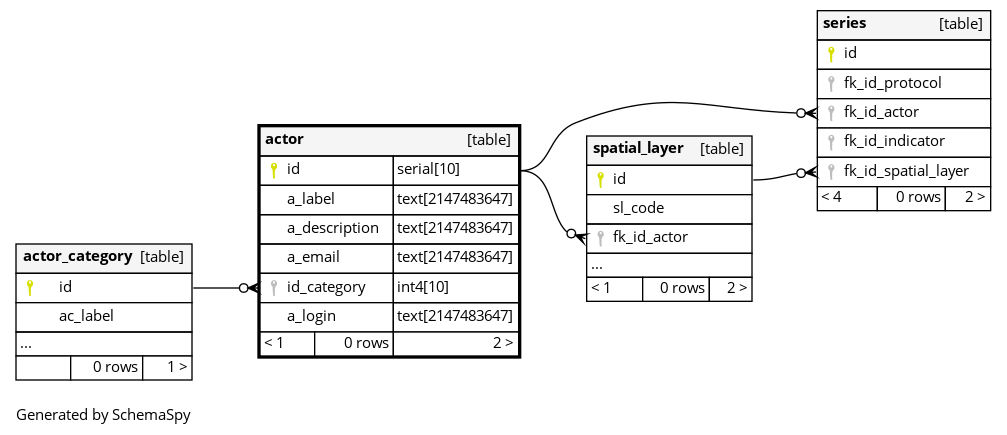 series [table]
id
fk_id_protocol
fk_id_actor
fk_id_indicator
fk_id_spatial_layer
< 4 0 rows 2 >
actor [table]
id serial[10]
a_label text[2147483647]
a_description text[2147483647]
a_email text[2147483647]
id_category int4[10]
a_login text[2147483647]
< 1 0 rows 2 >
spatial_layer [table]
id
sl_code
fk_id_actor
...
< 1 0 rows 2 >
actor_category [table]
id
ac_label
...
0 rows 1 >
Generated by SchemaSpy